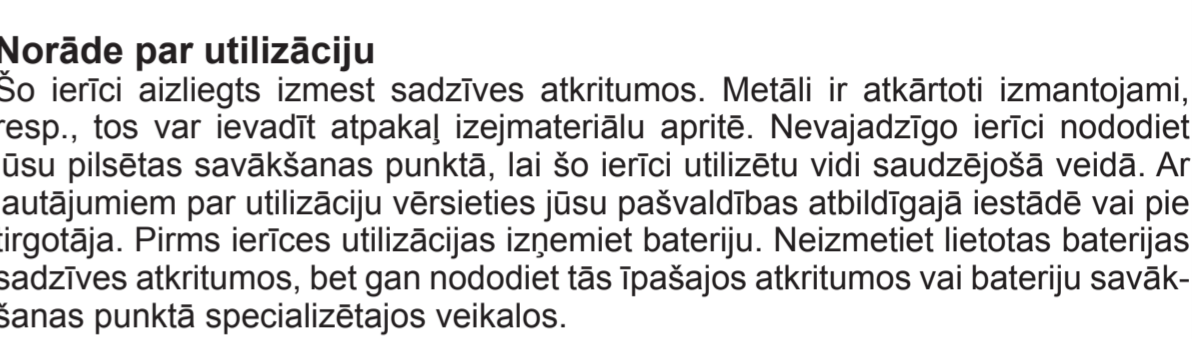 Norāde par utilizāciju
Šo ierīci aizliegts izmest sadzīves atkritumos. Metāli ir atkārtoti izmantojami,
resp., tos var ievadīt atpakaļ izejmateriālu apritē. Nevajadzīgo ierīci nododiet
jūsu pilsētas savākšanas punktā, lai šo ierīci utilizētu vidi saudzējošā veidā. Ar
jautājumiem par utilizāciju vērsieties jūsu pašvaldības atbildīgajā iestādē vai pie
tirgotāja. Pirms ierīces utilizācijas izņemiet bateriju. Neizmetiet lietotas baterijas
sadzīves atkritumos, bet gan nododiet tās īpašajos atkritumos vai bateriju savāk-
šanas punktā specializētajos veikalos.